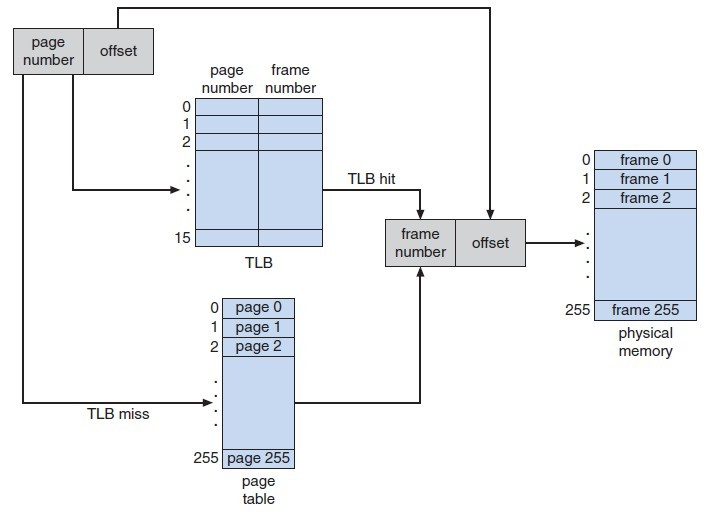 page
number
offset
page
number
frame
number
0
1
2
.
.
.
.
15
TLB
TLB hit
frame
number
offset
0 frame 0
1 frame 1
2 frame 2
.
.
.
.
255 frame 255
physical
memory
0 page 0
1 page 1
2 page 2
.
.
.
.
255 page 255
TLB miss
page
table